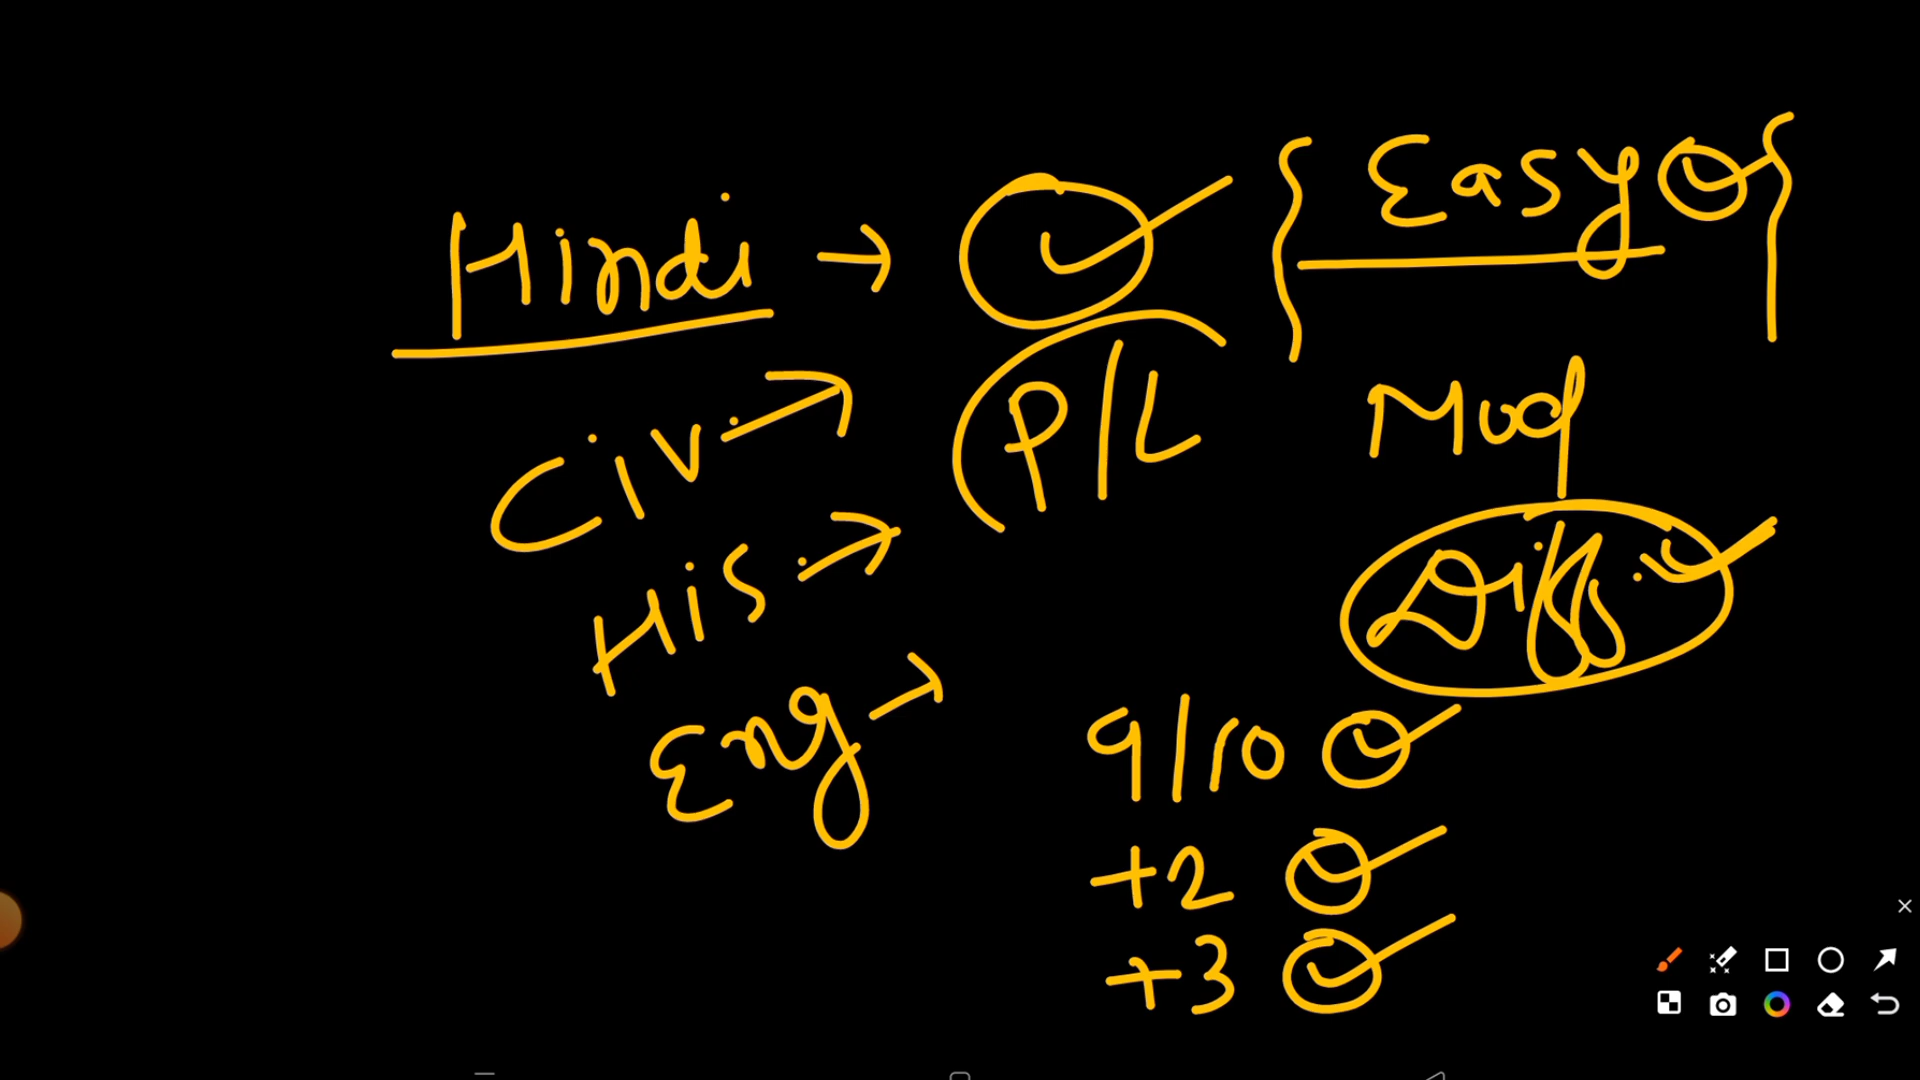 Hindi → { Easy }
Civ. → P/L Mod
His. → Diff.
Eng → 9/10
+2
+3